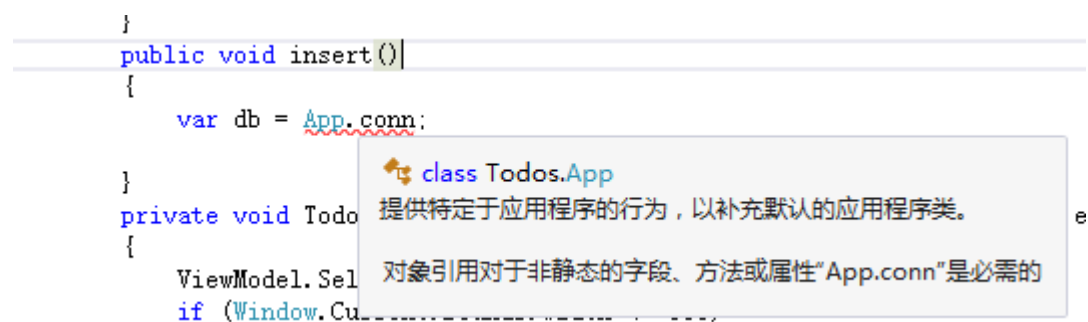 }
public void insert()
{
var db = App.conn;
class Todos.App
提供特定于应用程序的行为，以补充默认的应用程序类。
对象引用对于非静态的字段、方法或属性“App.conn”是必需的
}
private void Todo
e
{
ViewModel.Sel
if (Window.Cu